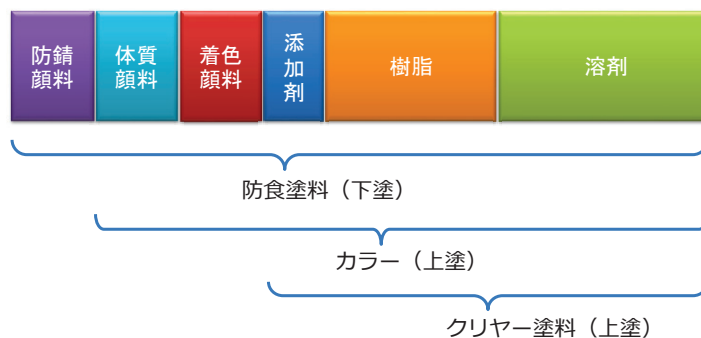 防錆
顔料
体質
顔料
着色
顔料
添
加
剤
樹脂
溶剤
防食塗料（下塗）
カラー（上塗）
クリヤー塗料（上塗）